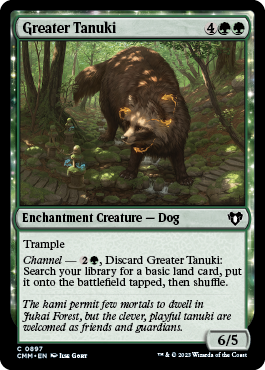 Greater Tanuki 4
Enchantment Creature — Dog
Trample
Channel — 2, Discard Greater Tanuki:
Search your library for a basic land card, put
it onto the battlefield tapped, then shuffle.
The kami permit few mortals to dwell in
Jukai Forest, but the clever, playful tanuki are
welcomed as friends and guardians.
6/5
C 0897
CMM • EN Ilse Gort
™ & © 2023 Wizards of the Coast